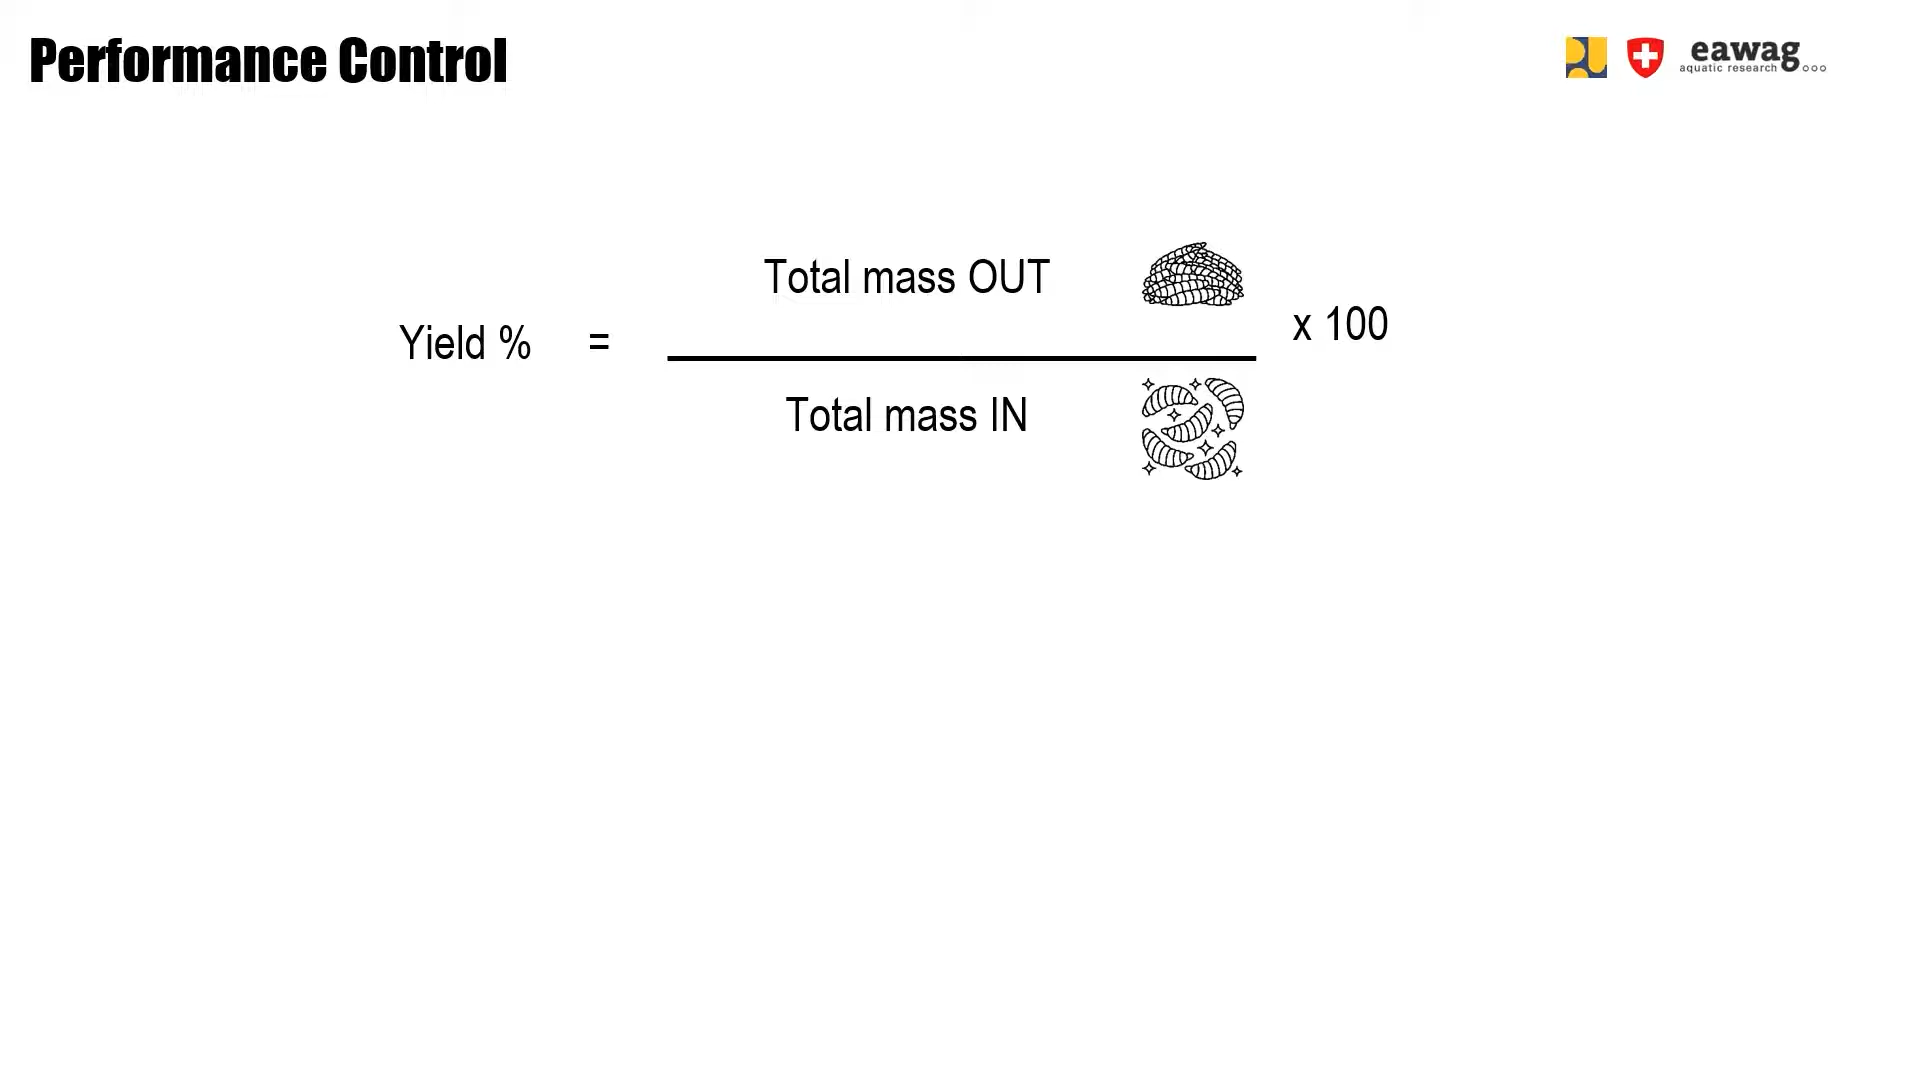 Performance Control
eawag
aquatic research
Total mass OUT
Yield % = x 100
Total mass IN